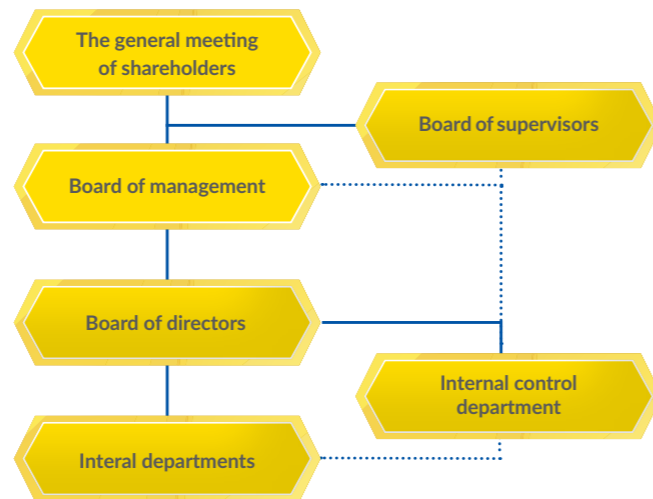 The general meeting
of shareholders
Board of supervisors
Board of management
Board of directors
Internal control
department
Interal departments